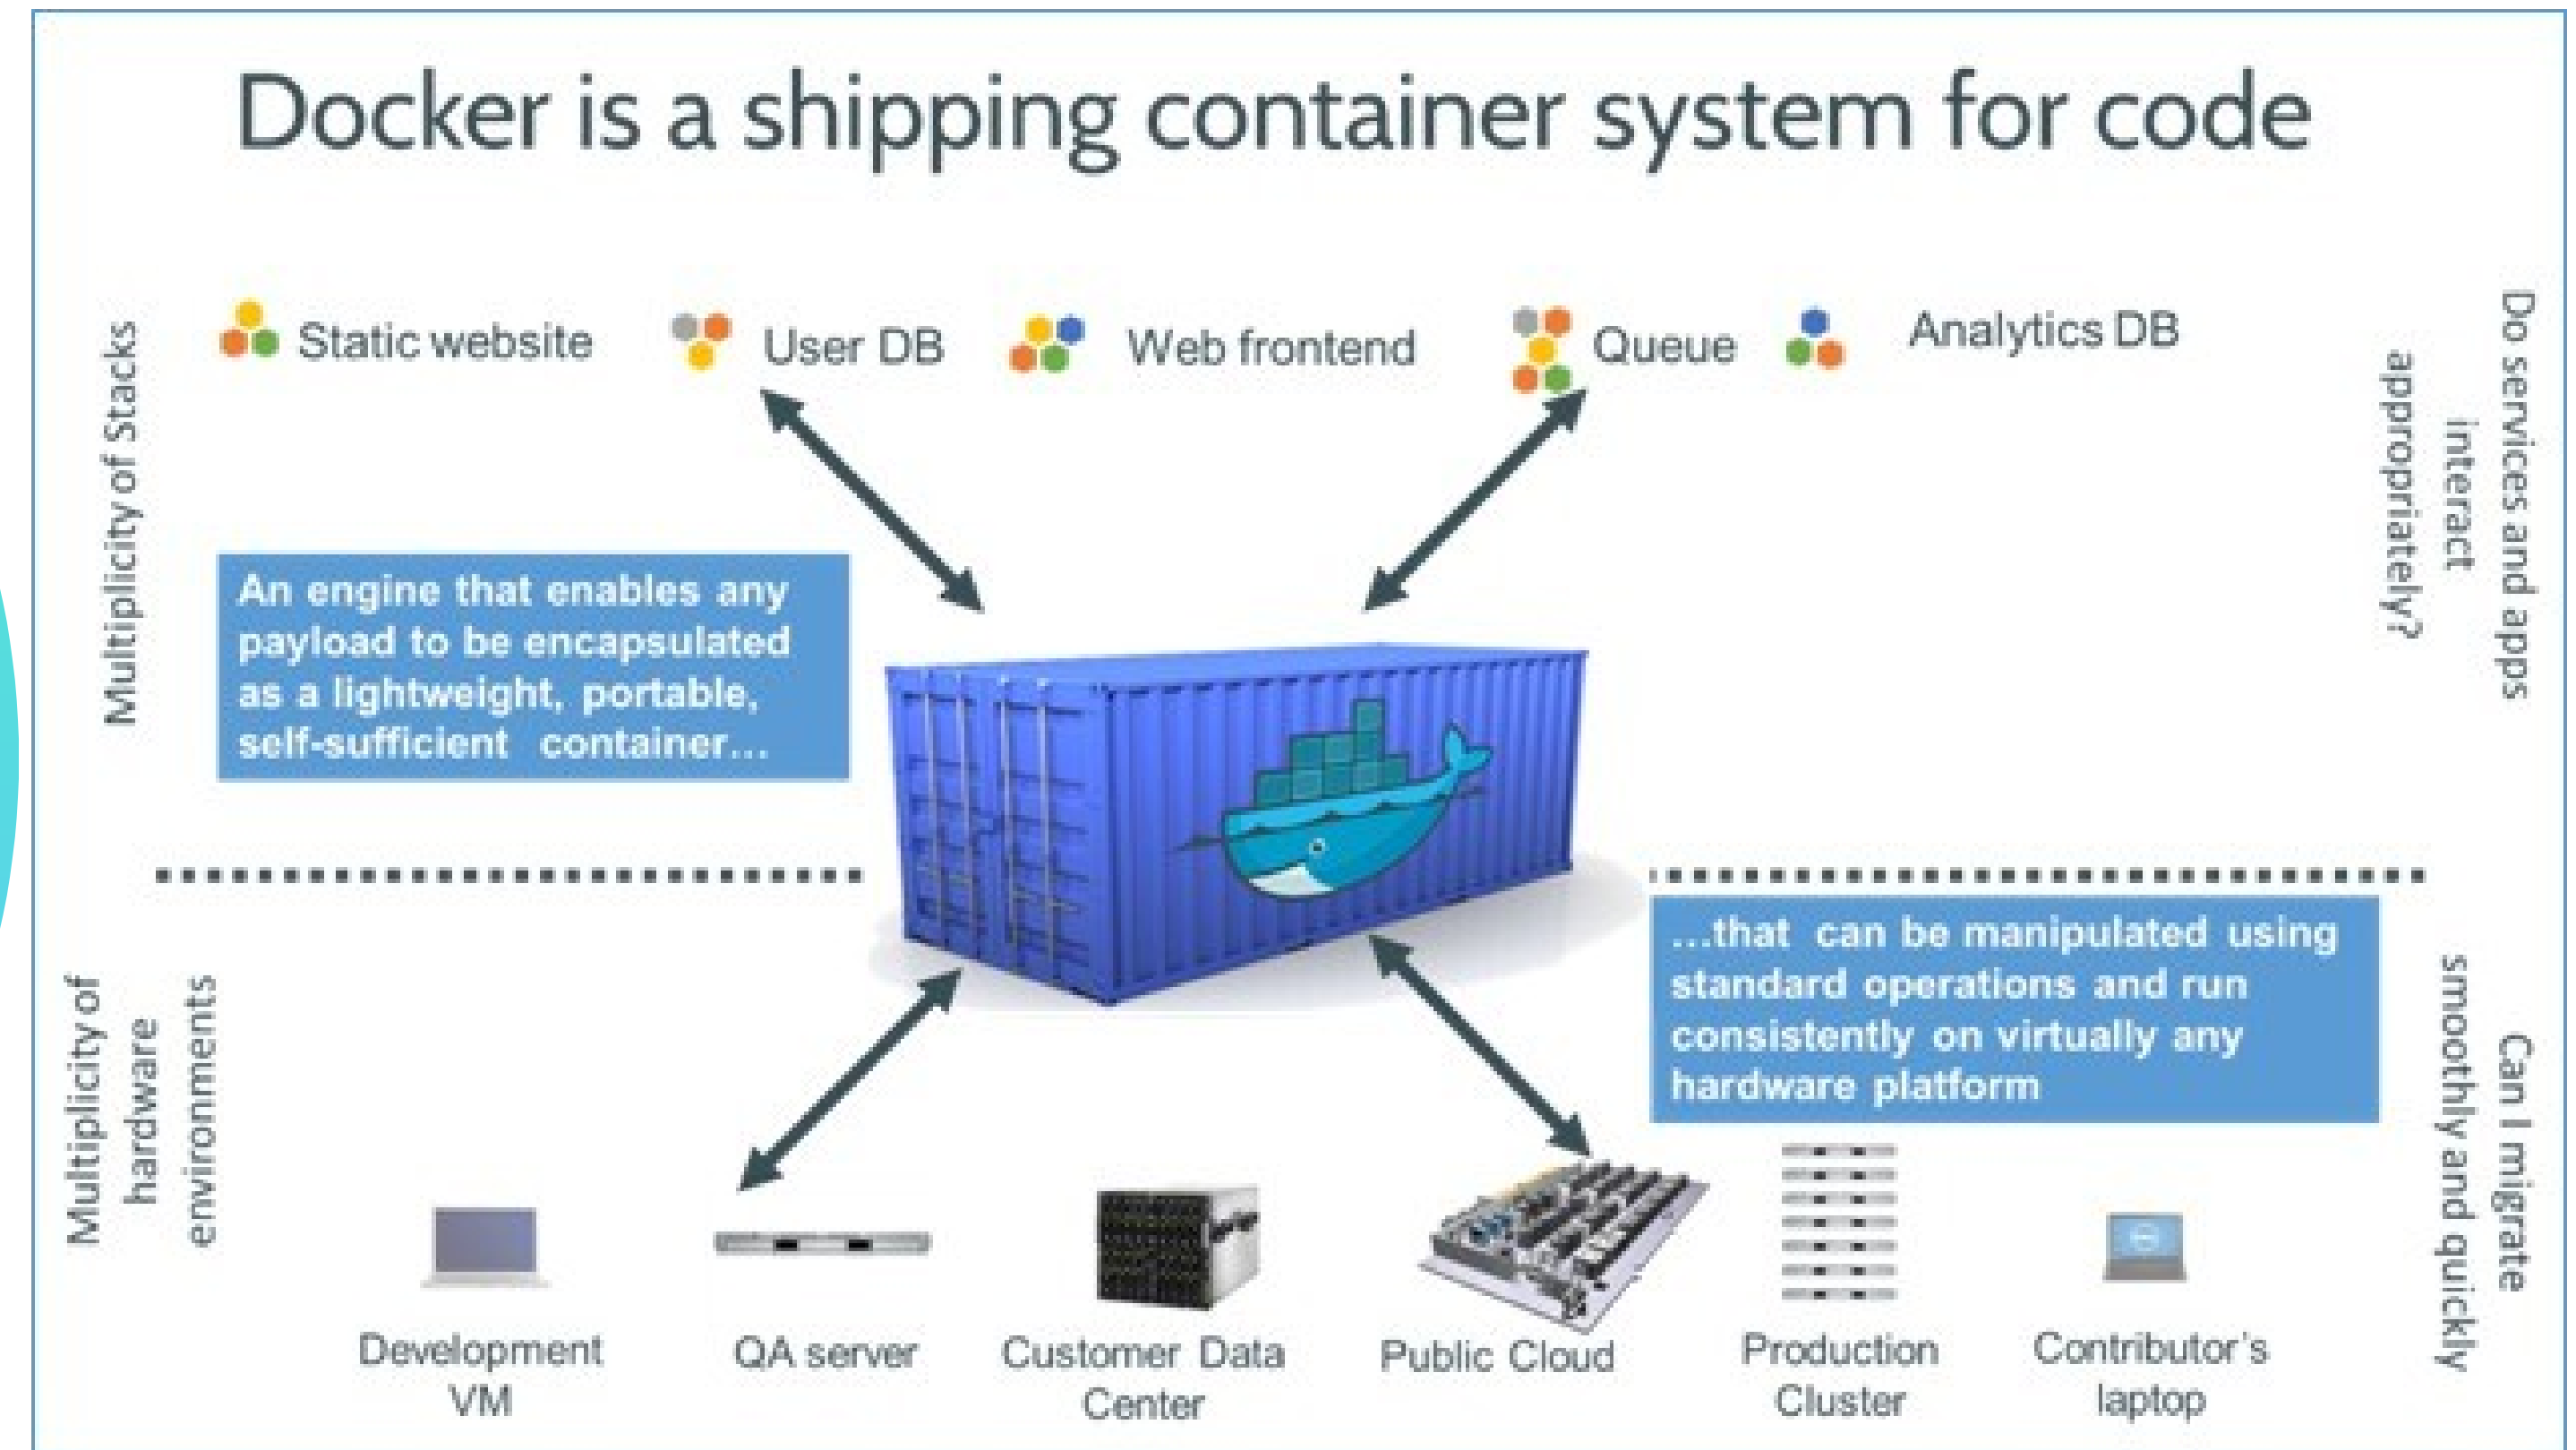 Docker is a shipping container system for code
Static website
User DB
Web frontend
Queue
Analytics DB
Multiplicity of Stacks
Do services and apps
interact
appropriately?
An engine that enables any
payload to be encapsulated
as a lightweight, portable,
self-sufficient container...
...that can be manipulated using
standard operations and run
consistently on virtually any
hardware platform
Multiplicity of
hardware
environments
Can I migrate
smoothly and quickly
Development
VM
QA server
Customer Data
Center
Public Cloud
Production
Cluster
Contributor's
laptop